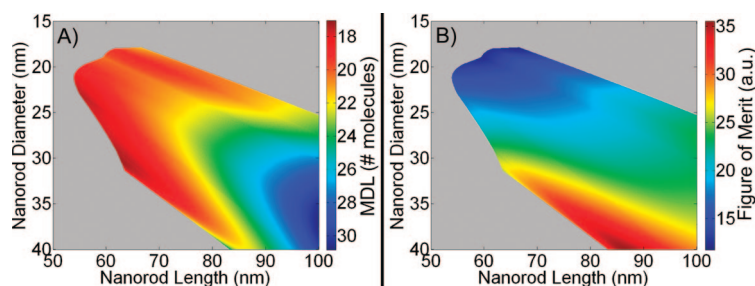 A)
Nanorod Diameter (nm)
15
20
25
30
35
40
50 60 70 80 90 100
Nanorod Length (nm)
18
20
22
24
26
28
30
MDL (# molecules)
B)
Nanorod Diameter (nm)
15
20
25
30
35
40
50 60 70 80 90 100
Nanorod Length (nm)
35
30
25
20
15
Figure of Merit (a.u.)